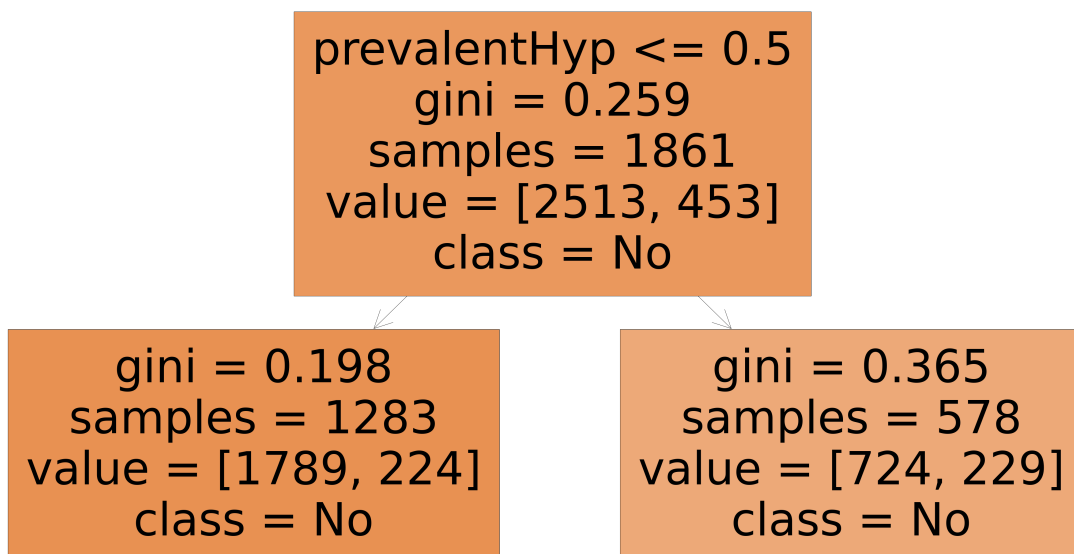 prevalentHyp <= 0.5
gini = 0.259
samples = 1861
value = [2513, 453]
class = No
gini = 0.198
samples = 1283
value = [1789, 224]
class = No
gini = 0.365
samples = 578
value = [724, 229]
class = No